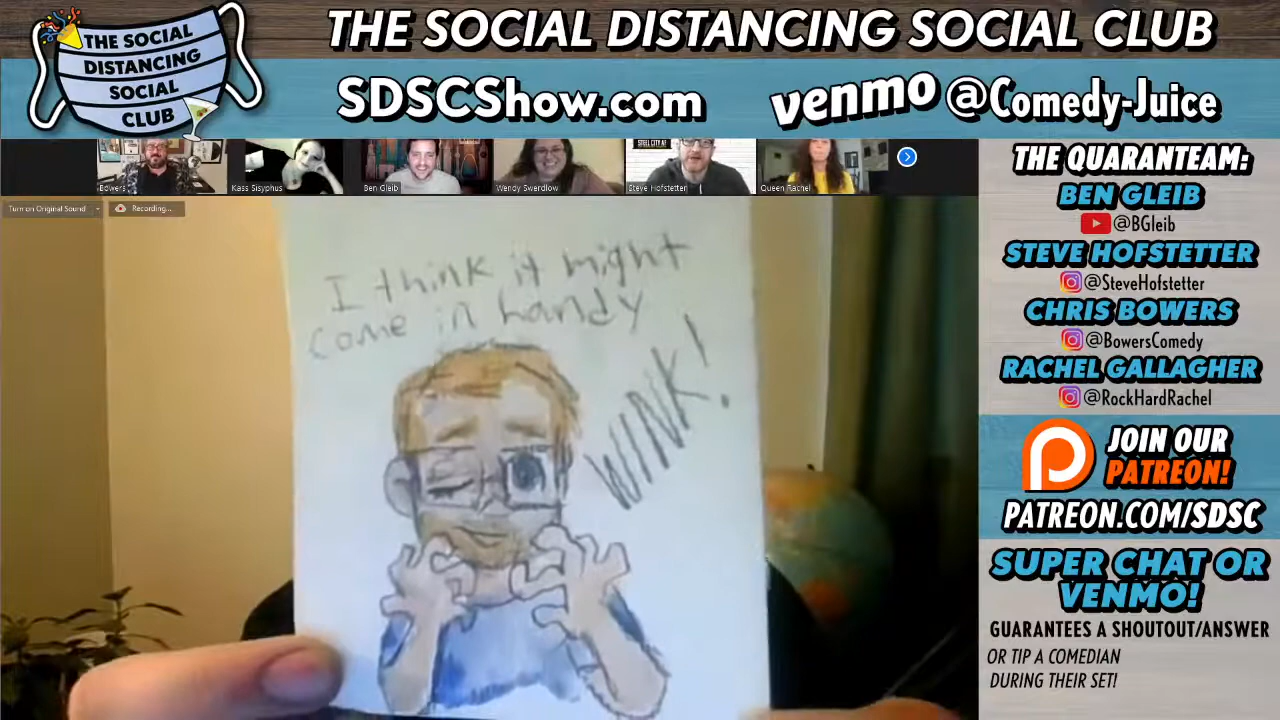 THE SOCIAL
DISTANCING
SOCIAL
CLUB
THE SOCIAL DISTANCING SOCIAL CLUB
SDSCShow.com
venmo @Comedy-Juice
Bowers
Kass Sisyphus
Ben Gleib
Wendy Swerdlow
STEEL CITY AF
Steve Hofstetter
Queen Rachel
Turn on Original Sound
Recording...
I think it might
come in handy
WINK!
THE QUARANTEAM:
BEN GLEIB
@BGleib
STEVE HOFSTETTER
@SteveHofstetter
CHRIS BOWERS
@BowersComedy
RACHEL GALLAGHER
@RockHardRachel
JOIN OUR
PATREON!
PATREON.COM/SDSC
SUPER CHAT OR
VENMO!
GUARANTEES A SHOUTOUT/ANSWER
OR TIP A COMEDIAN
DURING THEIR SET!